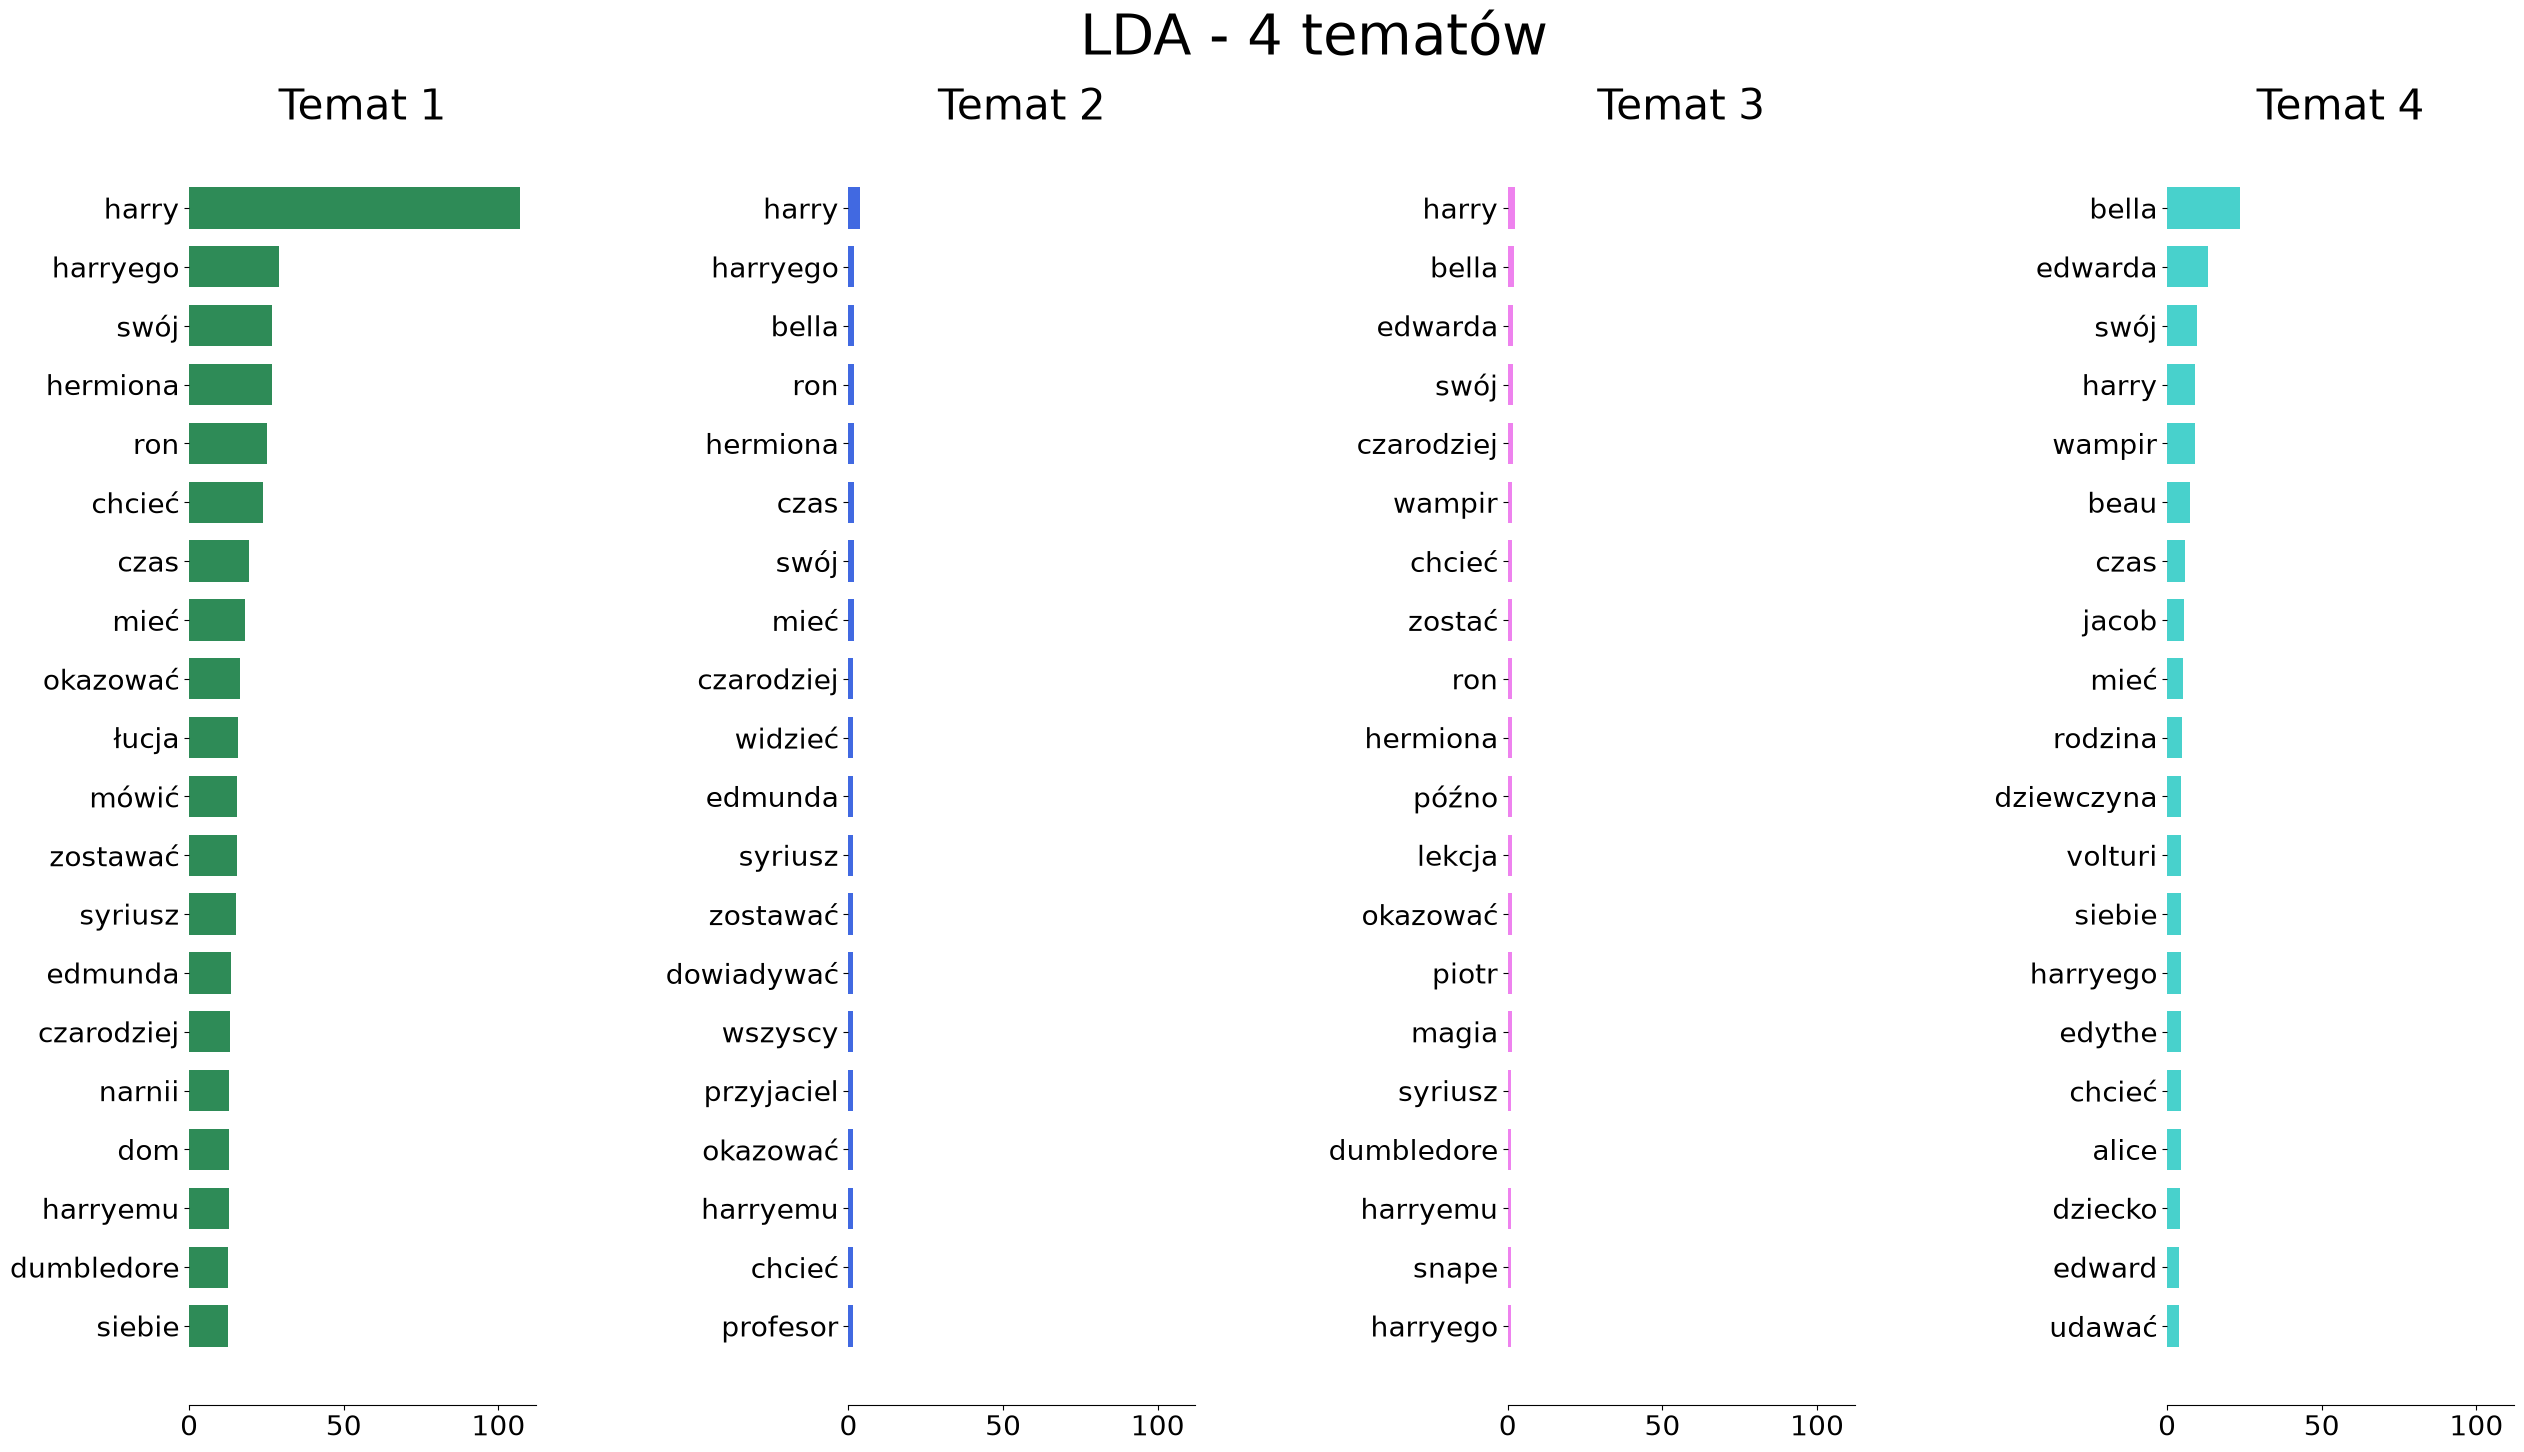 LDA - 4 tematów
Temat 1
harry
harryego
swój
hermiona
ron
chcieć
czas
mieć
okazować
łucja
mówić
zostawać
syriusz
edmunda
czarodziej
narnii
dom
harryemu
dumbledore
siebie
0 50 100
Temat 2
harry
harryego
bella
ron
hermiona
czas
swój
mieć
czarodziej
widzieć
edmunda
syriusz
zostawać
dowiadywać
wszyscy
przyjaciel
okazować
harryemu
chcieć
profesor
0 50 100
Temat 3
harry
bella
edwarda
swój
czarodziej
wampir
chcieć
zostać
ron
hermiona
późno
lekcja
okazować
piotr
magia
syriusz
dumbledore
harryemu
snape
harryego
0 50 100
Temat 4
bella
edwarda
swój
harry
wampir
beau
czas
jacob
mieć
rodzina
dziewczyna
volturi
siebie
harryego
edythe
chcieć
alice
dziecko
edward
udawać
0 50 100